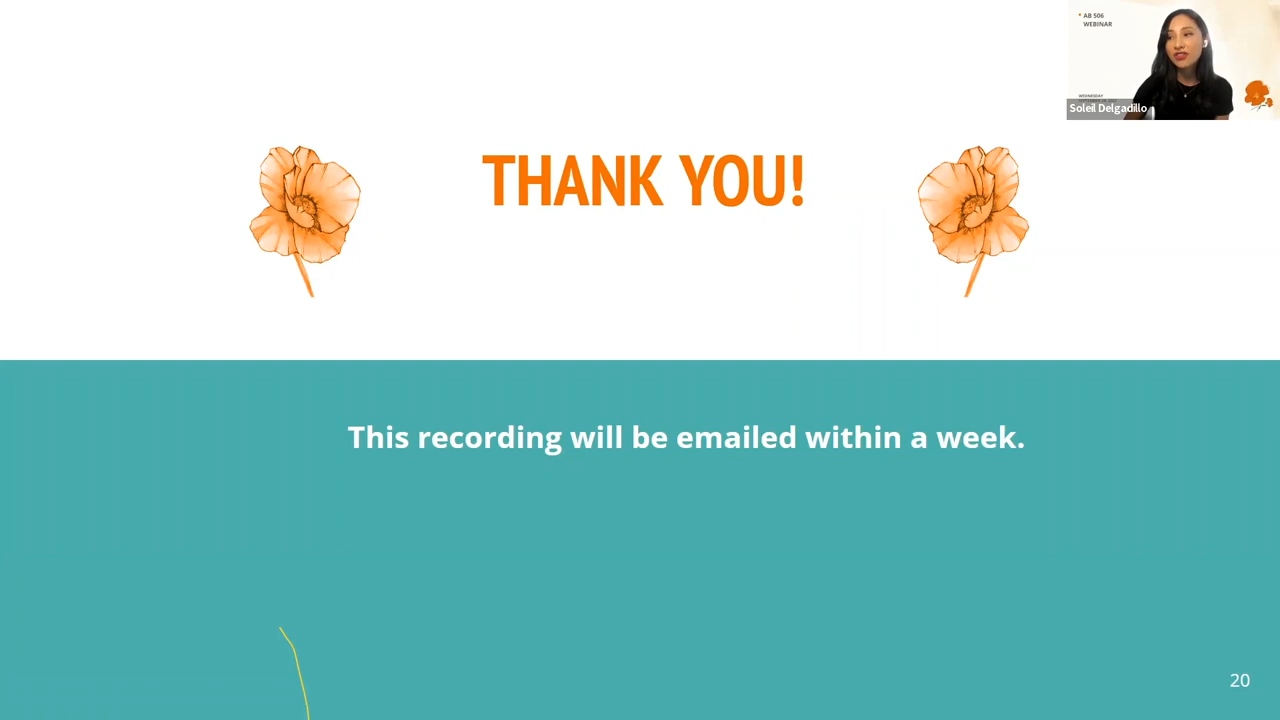 AB 506
WEBINAR
WEDNESDAY
Soleil Delgadillo
THANK YOU!
This recording will be emailed within a week.
20